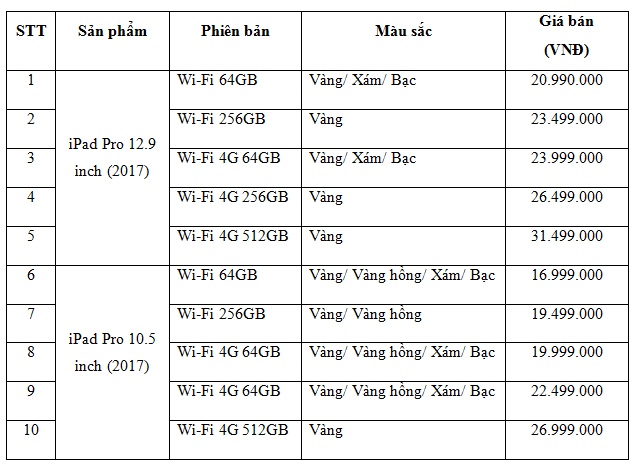 STT Sản phẩm Phiên bản Màu sắc Giá bán
(VNĐ)
1 Wi-Fi 64GB Vàng/ Xám/ Bạc 20.990.000
2 Wi-Fi 256GB Vàng 23.499.000
iPad Pro 12.9
inch (2017)
3 Wi-Fi 4G 64GB Vàng/ Xám/ Bạc 23.999.000
4 Wi-Fi 4G 256GB Vàng 26.499.000
5 Wi-Fi 4G 512GB Vàng 31.499.000
6 Wi-Fi 64GB Vàng/ Vàng hồng/ Xám/ Bạc 16.999.000
7 Wi-Fi 256GB Vàng/ Vàng hồng 19.499.000
iPad Pro 10.5
inch (2017)
8 Wi-Fi 4G 64GB Vàng/ Vàng hồng/ Xám/ Bạc 19.999.000
9 Wi-Fi 4G 64GB Vàng/ Vàng hồng/ Xám/ Bạc 22.499.000
10 Wi-Fi 4G 512GB Vàng 26.999.000